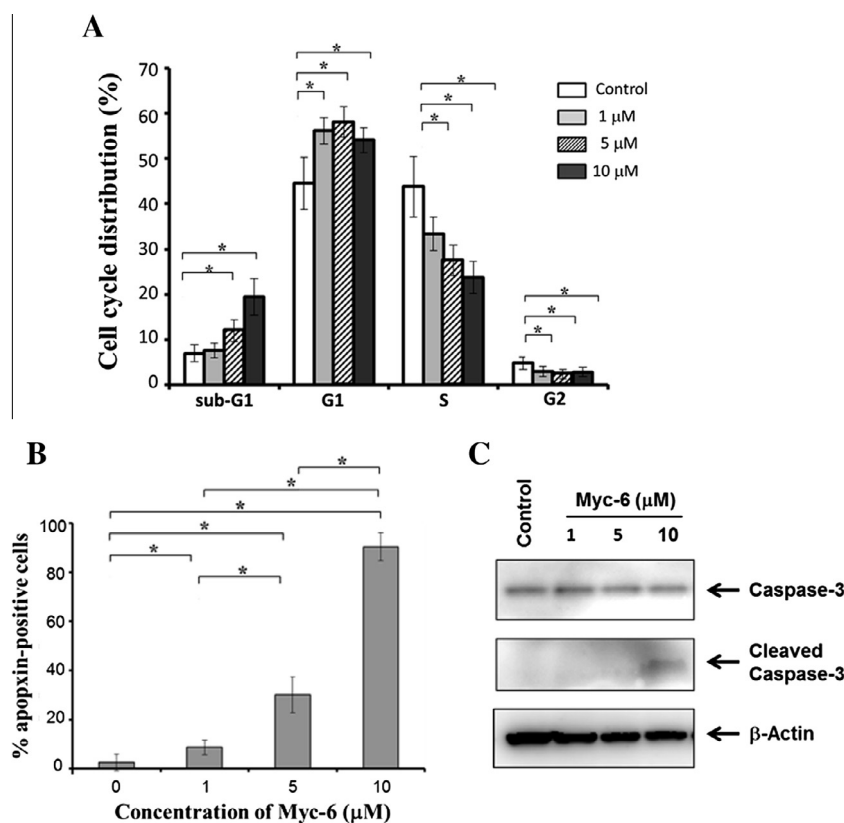 A
Cell cycle distribution (%)
70
60
50
40
30
20
10
0
* * * * * * * * * * *
Control
1 μM
5 μM
10 μM
sub-G1 G1 S G2
B
% apopxin-positive cells
100
80
60
40
20
0
* * * * * *
0 1 5 10
Concentration of Myc-6 (μM)
C
Control
Myc-6 (μM)
1 5 10
Caspase-3
Cleaved
Caspase-3
β-Actin